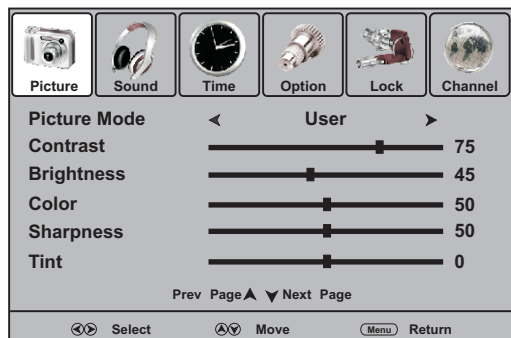 Picture Sound Time Option Lock Channel
Picture Mode User
Contrast 75
Brightness 45
Color 50
Sharpness 50
Tint 0
Prev Page Next Page
Select Move Menu Return